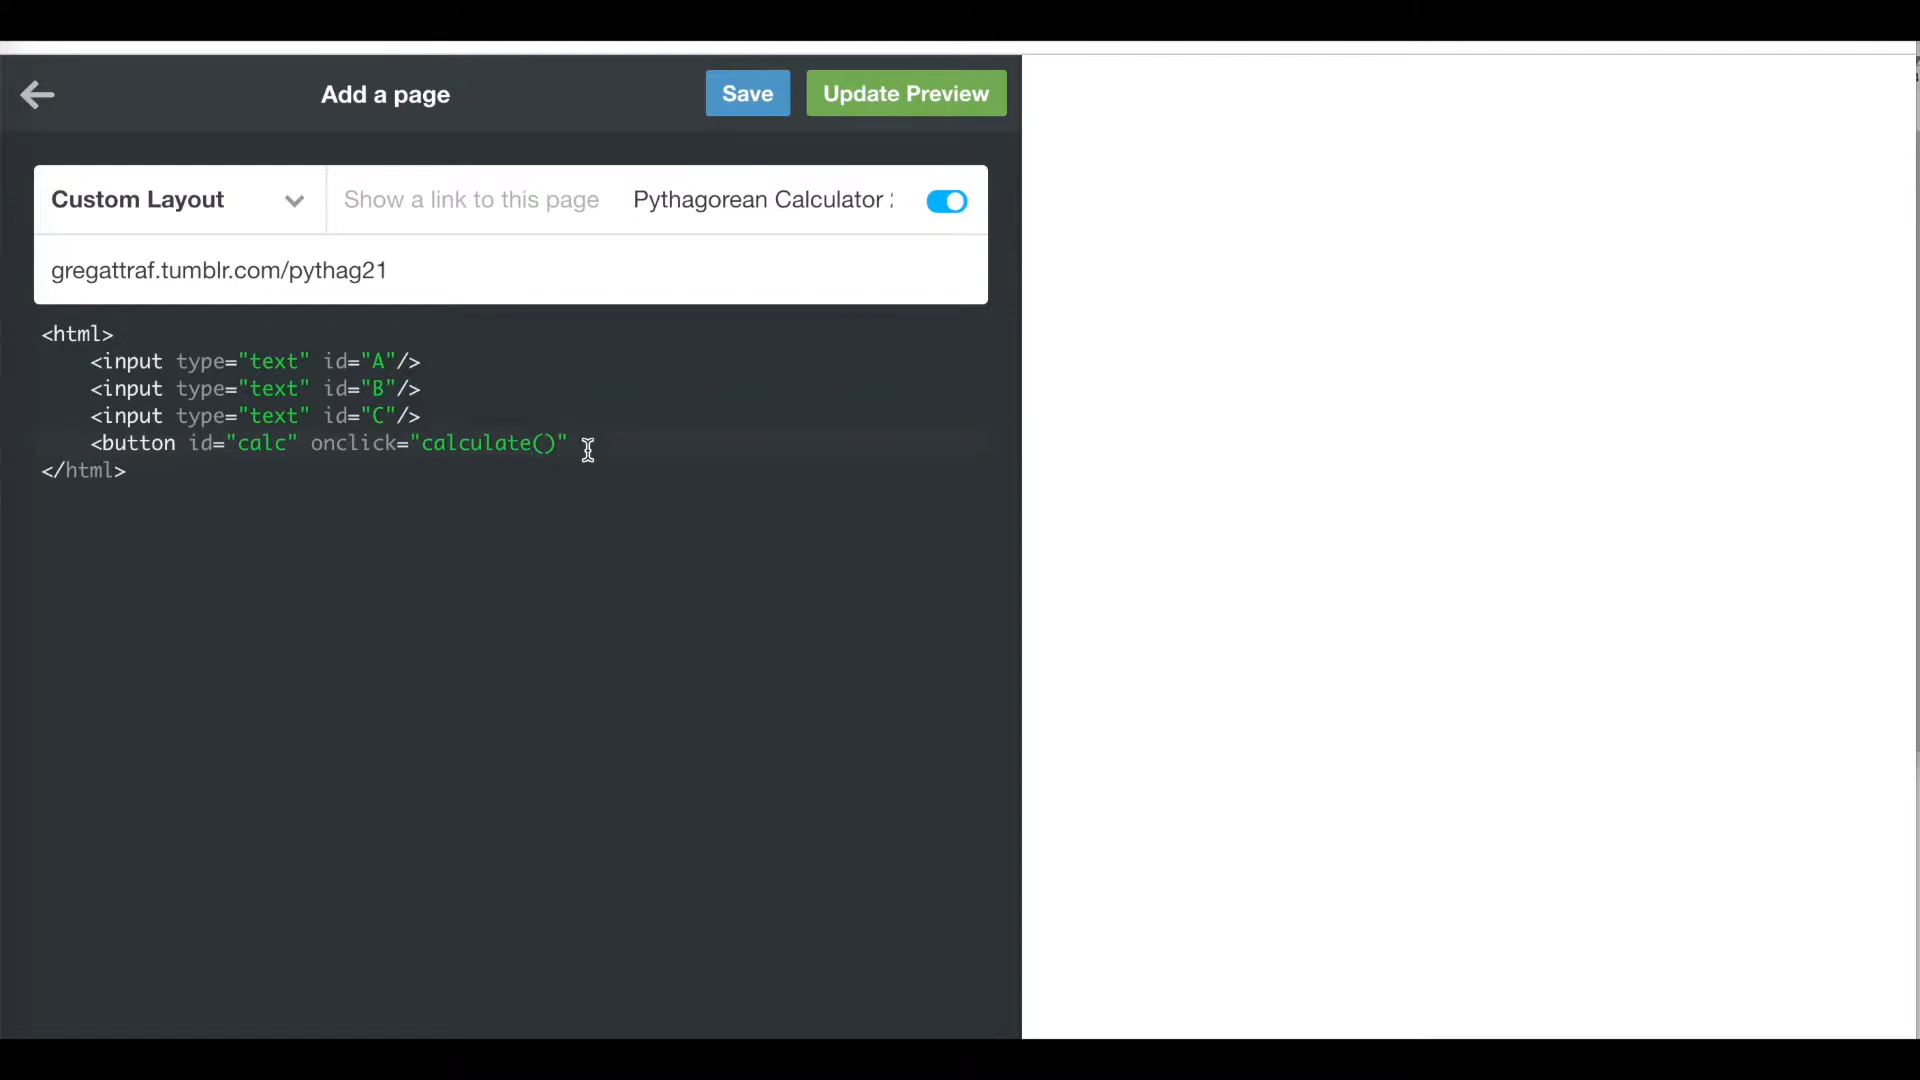 Add a page
Save
Update Preview
Custom Layout
Show a link to this page
Pythagorean Calculator
gregattraf.tumblr.com/pythag21
<html>
<input type="text" id="A"/>
<input type="text" id="B"/>
<input type="text" id="C"/>
<button id="calc" onclick="calculate()"
</html>